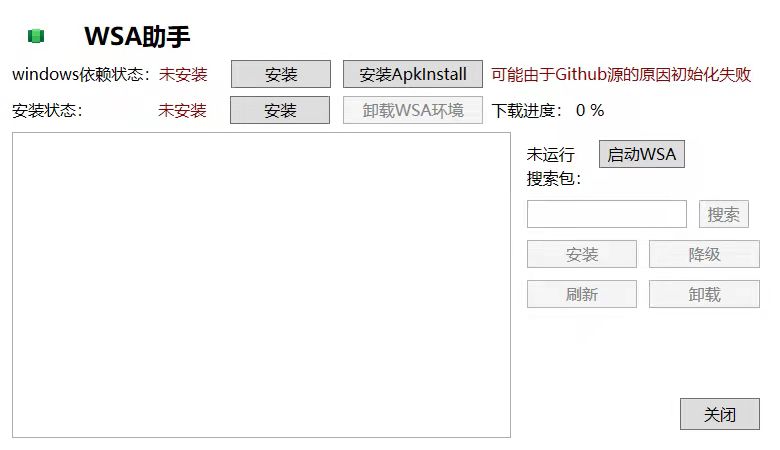 WSA助手
windows依赖状态： 未安装 安装 安装ApkInstall 可能由于Github源的原因初始化失败
安装状态： 未安装 安装 卸载WSA环境 下载进度： 0 %
未运行 启动WSA
搜索包：
搜索
安装 降级
刷新 卸载
关闭